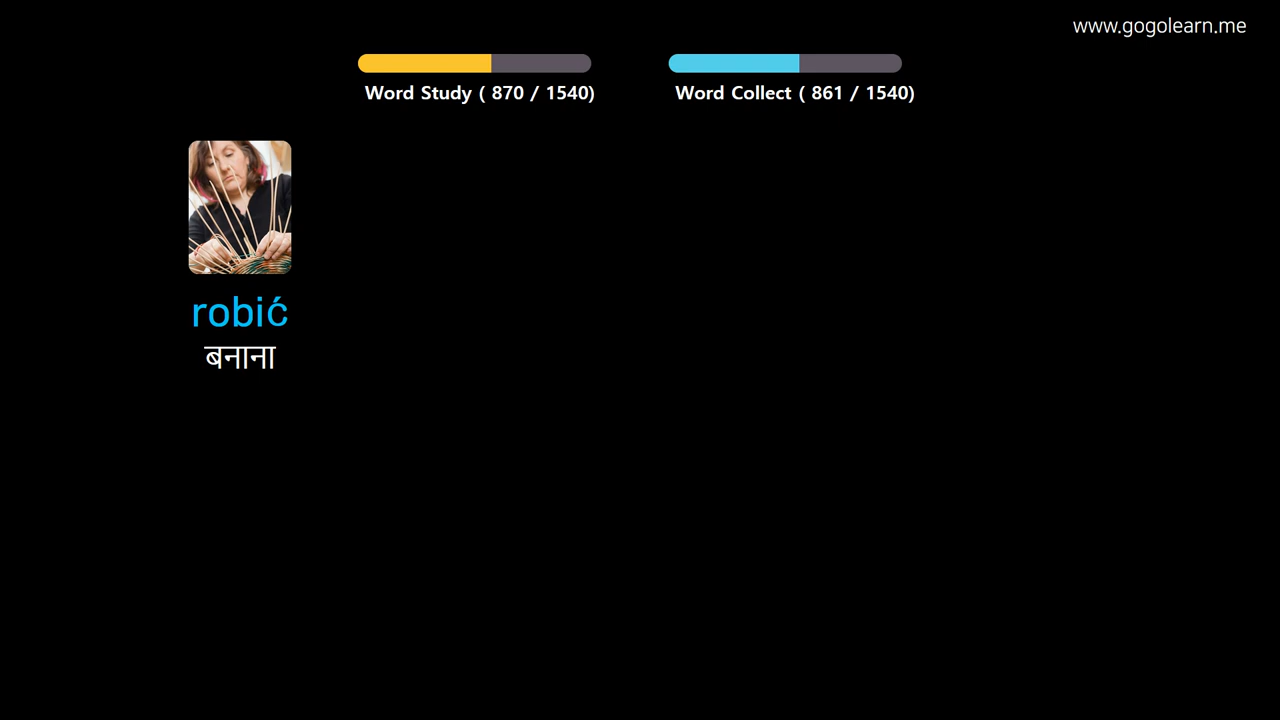 www.gogolearn.me
Word Study ( 870 / 1540)
Word Collect ( 861 / 1540)
robić
बनाना